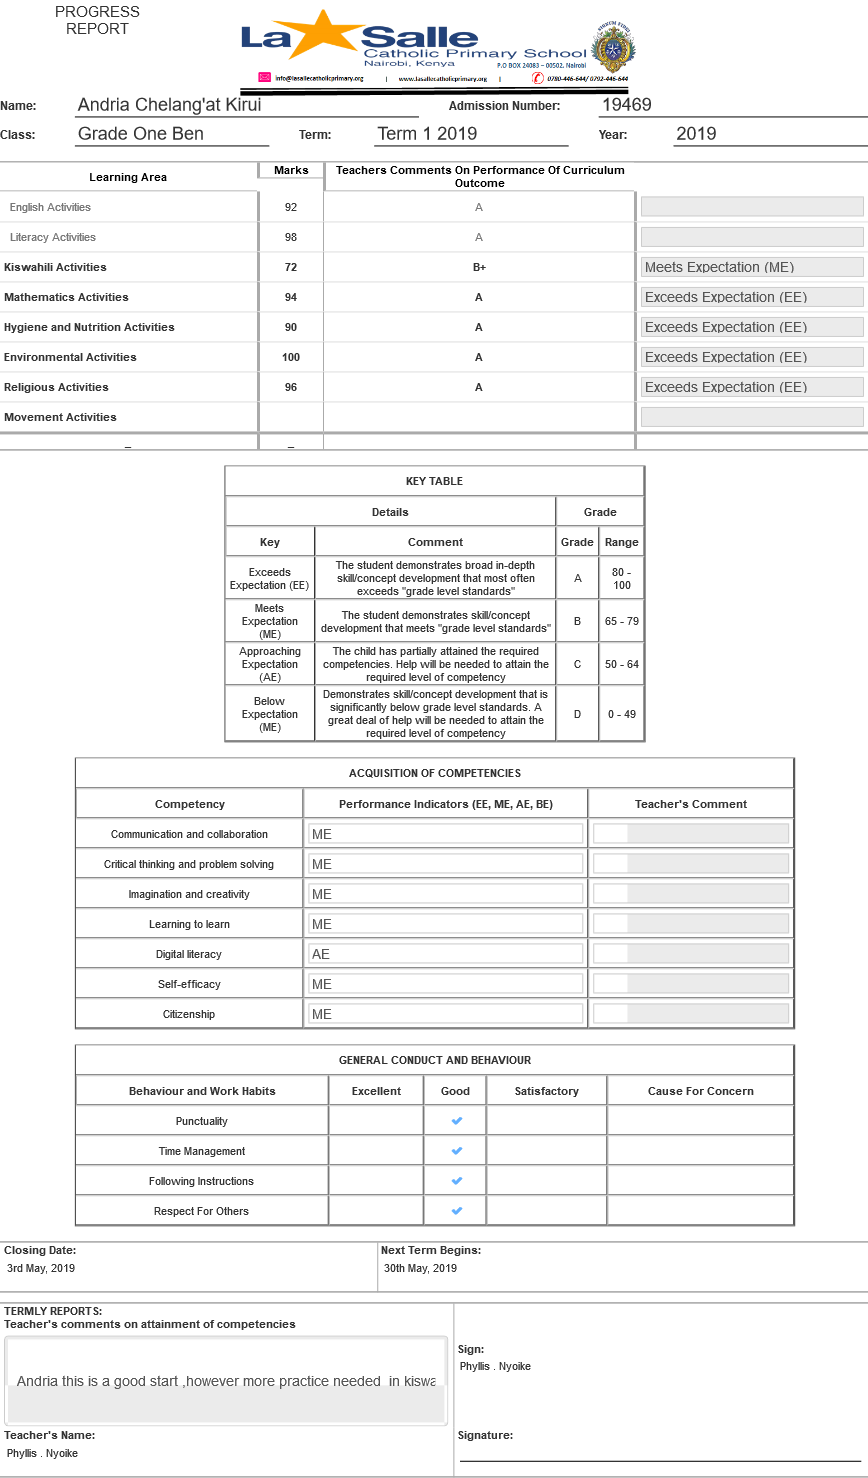 PROGRESS
REPORT
La Salle
Catholic Primary School
Nairobi, Kenya
P.O BOX 24083 – 00502, Nairobi
info@lasallecatholicprimary.org | www.lasallecatholicprimary.org | 0780-446-644/ 0792-446-644
Name: Andria Chelang'at Kirui Admission Number: 19469
Class: Grade One Ben Term: Term 1 2019 Year: 2019
Learning Area Marks Teachers Comments On Performance Of Curriculum
Outcome
English Activities 92 A
Literacy Activities 98 A
Kiswahili Activities 72 B+ Meets Expectation (ME)
Mathematics Activities 94 A Exceeds Expectation (EE)
Hygiene and Nutrition Activities 90 A Exceeds Expectation (EE)
Environmental Activities 100 A Exceeds Expectation (EE)
Religious Activities 96 A Exceeds Expectation (EE)
Movement Activities
_ _
KEY TABLE
Details Grade
Key Comment Grade Range
Exceeds
Expectation (EE)
The student demonstrates broad in-depth
skill/concept development that most often
exceeds "grade level standards"
A
80 -
100
Meets
Expectation
(ME)
The student demonstrates skill/concept
development that meets "grade level standards"
B
65 - 79
Approaching
Expectation
(AE)
The child has partially attained the required
competencies. Help will be needed to attain the
required level of competency
C
50 - 64
Below
Expectation
(ME)
Demonstrates skill/concept development that is
significantly below grade level standards. A
great deal of help will be needed to attain the
required level of competency
D
0 - 49
ACQUISITION OF COMPETENCIES
Competency Performance Indicators (EE, ME, AE, BE) Teacher's Comment
Communication and collaboration ME
Critical thinking and problem solving ME
Imagination and creativity ME
Learning to learn ME
Digital literacy AE
Self-efficacy ME
Citizenship ME
GENERAL CONDUCT AND BEHAVIOUR
Behaviour and Work Habits Excellent Good Satisfactory Cause For Concern
Punctuality ✔
Time Management ✔
Following Instructions ✔
Respect For Others ✔
Closing Date: Next Term Begins:
3rd May, 2019 30th May, 2019
TERMLY REPORTS:
Teacher's comments on attainment of competencies
Andria this is a good start ,however more practice needed in
Sign:
Phyllis . Nyoike
Teacher's Name: Signature:
Phyllis . Nyoike